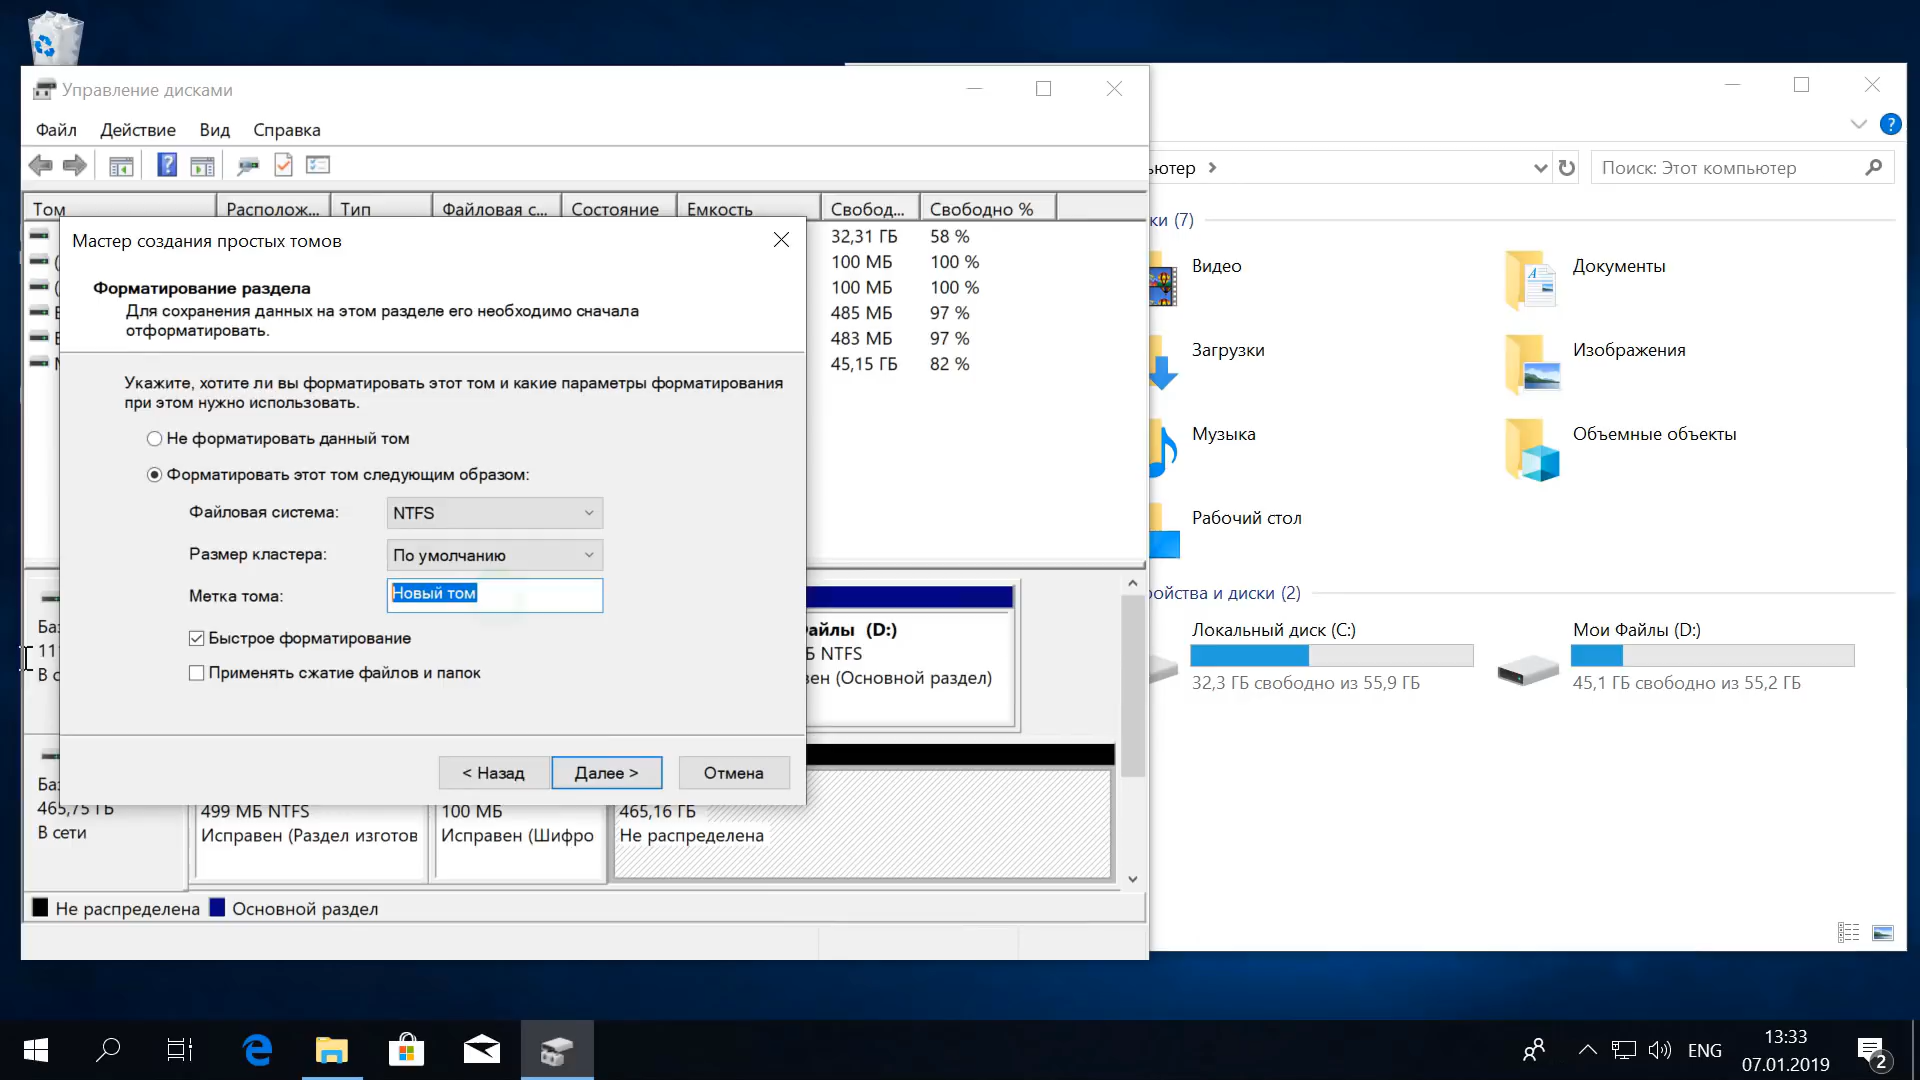 Управление дисками
Файл Действие Вид Справка
Том Располож... Тип Файловая с... Состояние Емкость Свобод... Свободно %
32,31 ГБ 58 %
100 МБ 100 %
100 МБ 100 %
485 МБ 97 %
483 МБ 97 %
45,15 ГБ 82 %
Мастер создания простых томов
Форматирование раздела
Для сохранения данных на этом разделе его необходимо сначала
отформатировать.
Укажите, хотите ли вы форматировать этот том и какие параметры форматирования
при этом нужно использовать.
Не форматировать данный том
Форматировать этот том следующим образом:
Файловая система: NTFS
Размер кластера: По умолчанию
Метка тома: Новый том
Быстрое форматирование
Применять сжатие файлов и папок
< Назад Далее > Отмена
айлы (D:)
Б NTFS
вен (Основной раздел)
Баз
11
В с
Баз
465,75 ГБ
В сети
499 МБ NTFS
Исправен (Раздел изготов
100 МБ
Исправен (Шифро
465,16 ГБ
Не распределена
Не распределена Основной раздел
ьютер >
Поиск: Этот компьютер
ки (7)
Видео
Документы
Загрузки
Изображения
Музыка
Объемные объекты
Рабочий стол
ройства и диски (2)
Локальный диск (C:)
32,3 ГБ свободно из 55,9 ГБ
Мои Файлы (D:)
45,1 ГБ свободно из 55,2 ГБ
ENG
13:33
07.01.2019
2